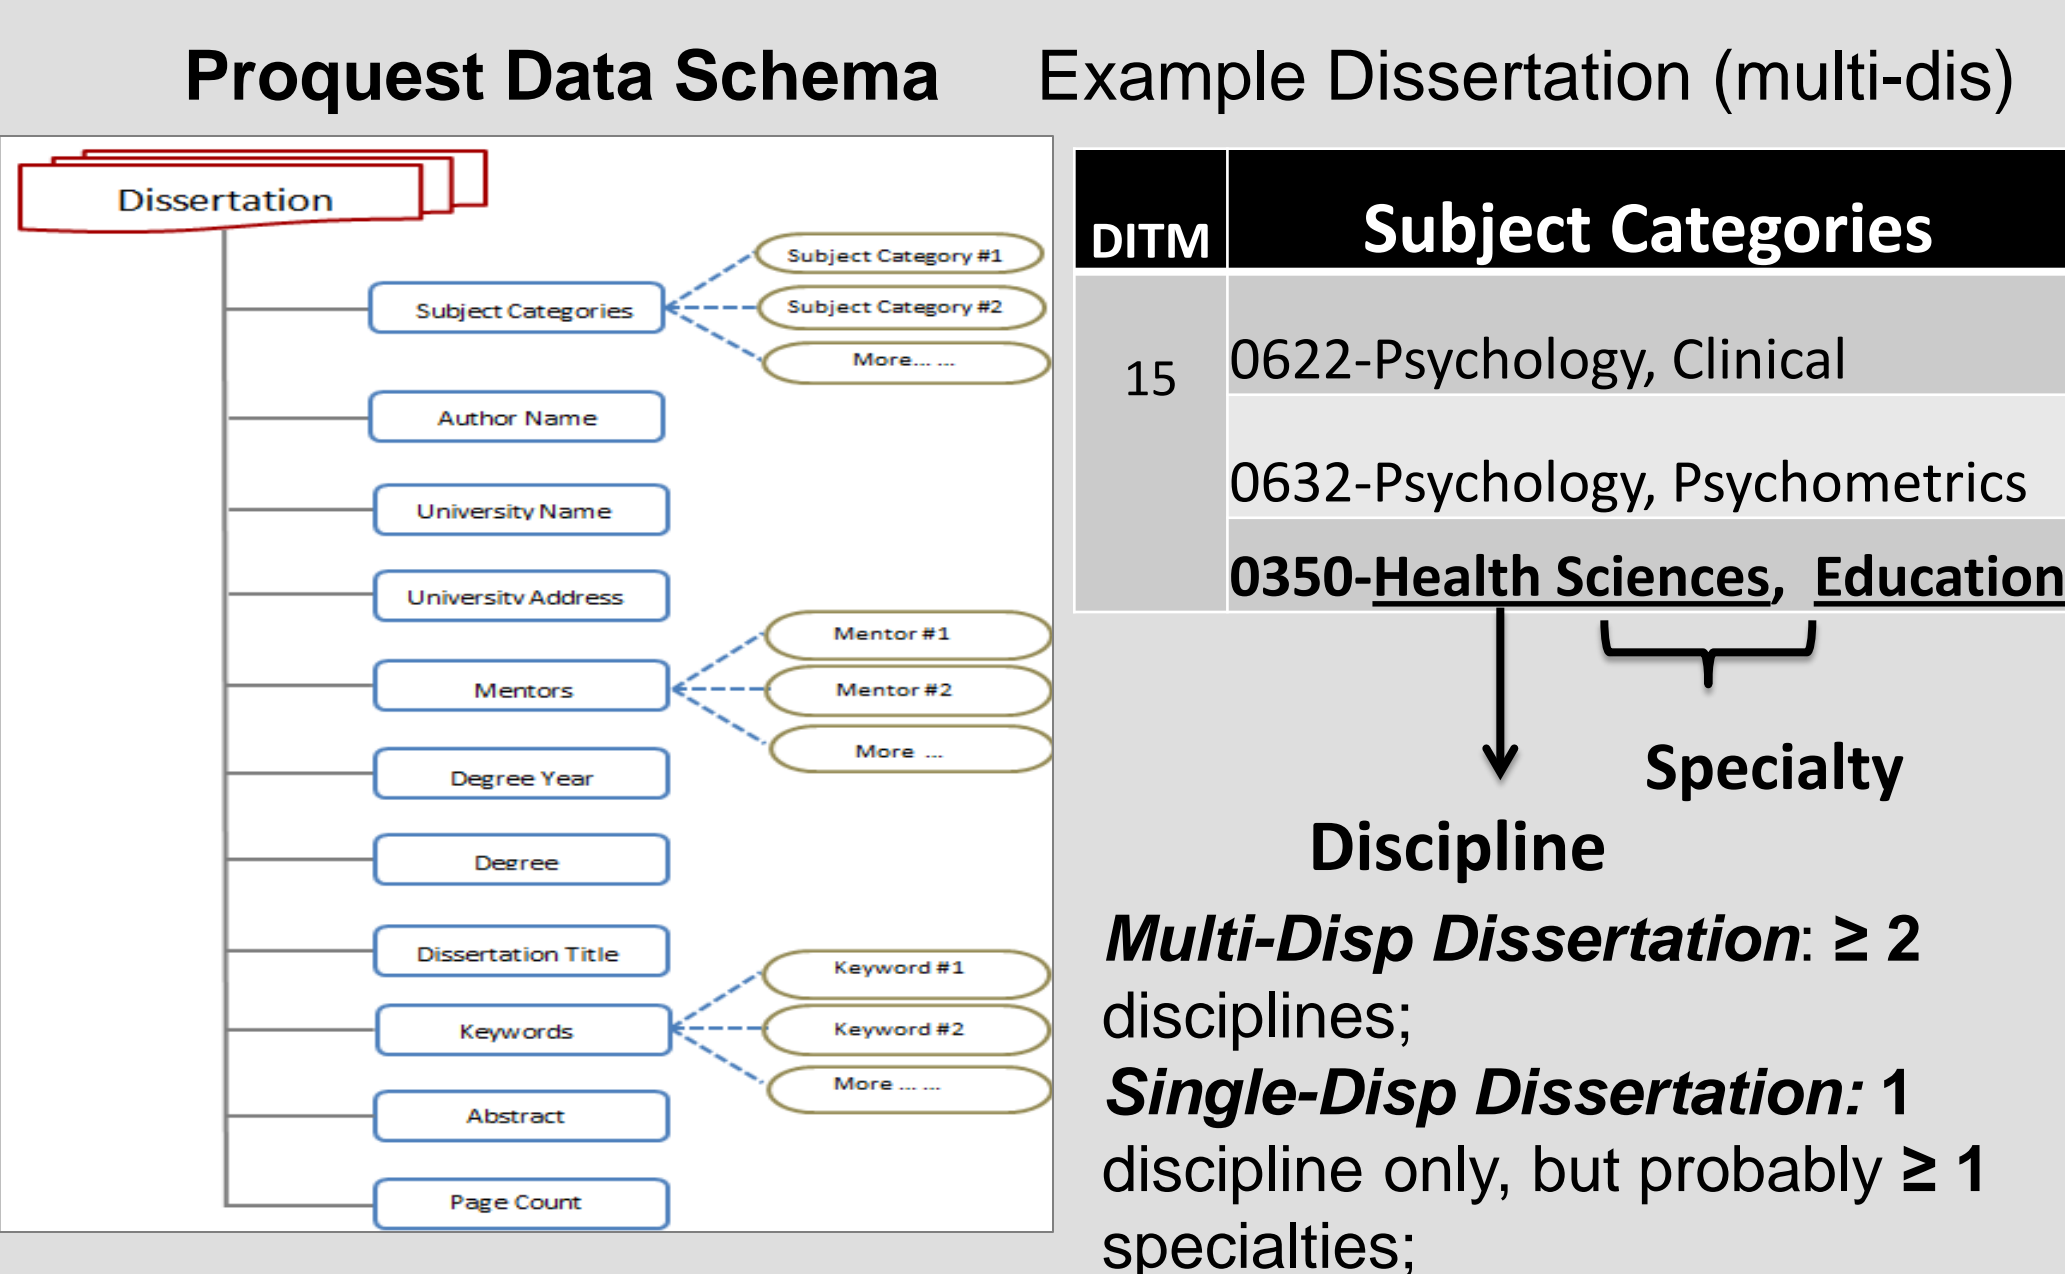 Proquest Data Schema
Example Dissertation (multi-dis)
Dissertation
Subject Categories
Subject Category #1
Subject Category #2
More... ...
Author Name
University Name
University Address
Mentors
Mentor #1
Mentor #2
More ...
Degree Year
Degree
Dissertation Title
Keywords
Keyword #1
Keyword #2
More ... ...
Abstract
Page Count
DITM Subject Categories
15
0622-Psychology, Clinical
0632-Psychology, Psychometrics
0350-Health Sciences, Education
Specialty
Discipline
Multi-Disp Dissertation: ≥ 2
disciplines;
Single-Disp Dissertation: 1
discipline only, but probably ≥ 1
specialties;